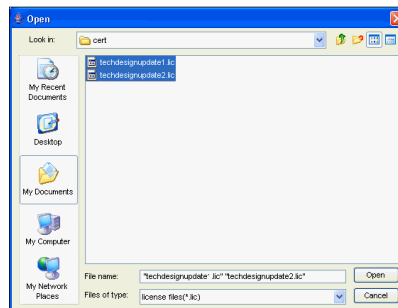 Open
Look in:
cert
techdesignupdate1.lic
techdesignupdate2.lic
My Recent
Documents
Desktop
My Documents
My Computer
My Network
Places
File name:
"techdesignupdate1.lic" "techdesignupdate2.lic"
Open
Files of type:
license files(*.lic)
Cancel